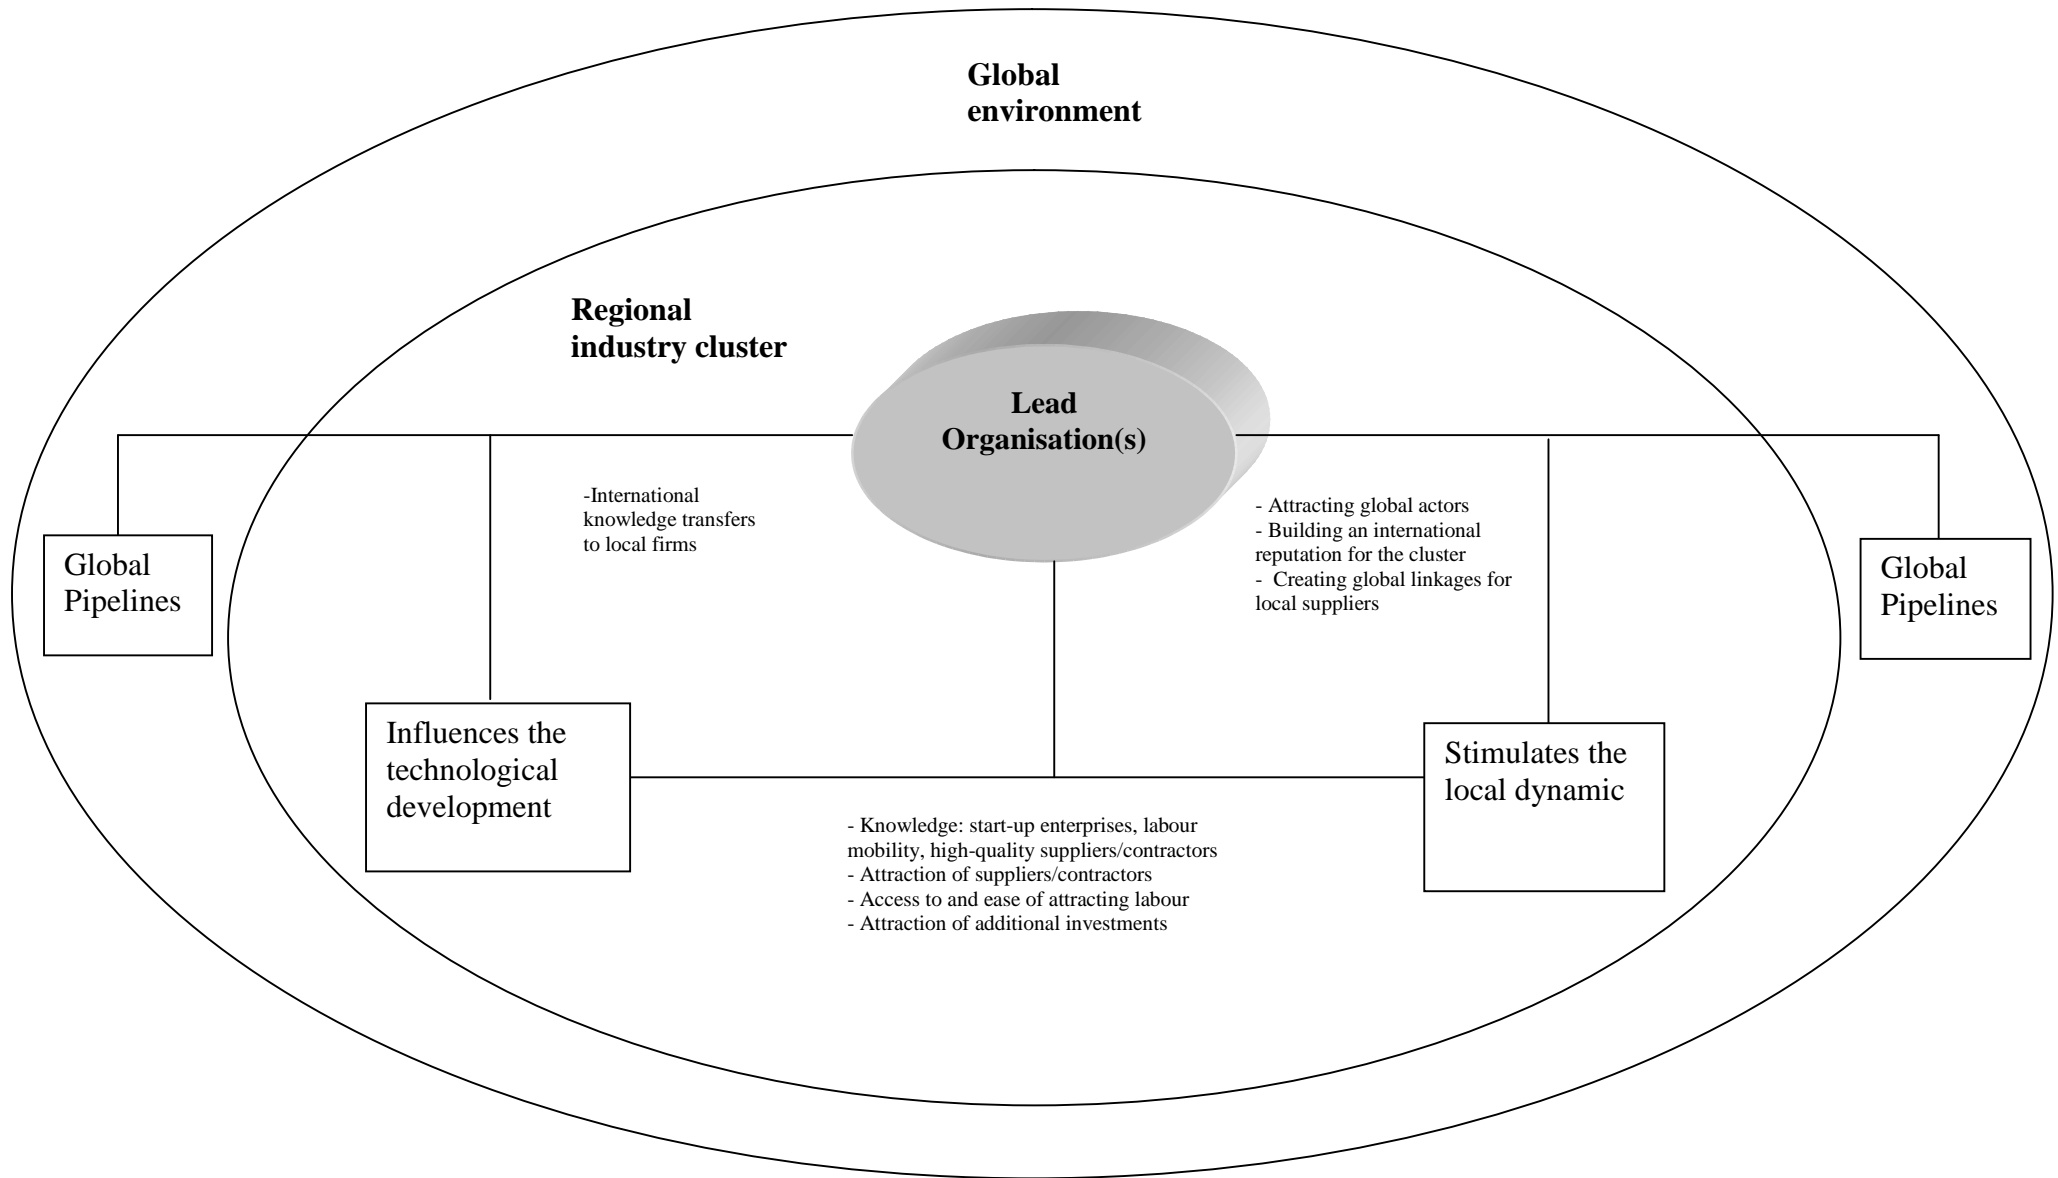 Global
environment
Regional
industry cluster
Lead
Organisation(s)
-International
knowledge transfers
to local firms
- Attracting global actors
- Building an international
reputation for the cluster
-  Creating global linkages for
local suppliers
Global
Pipelines
Global
Pipelines
Influences the
technological
development
Stimulates the
local dynamic
- Knowledge: start-up enterprises, labour
mobility, high-quality suppliers/contractors
- Attraction of suppliers/contractors
- Access to and ease of attracting labour
- Attraction of additional investments